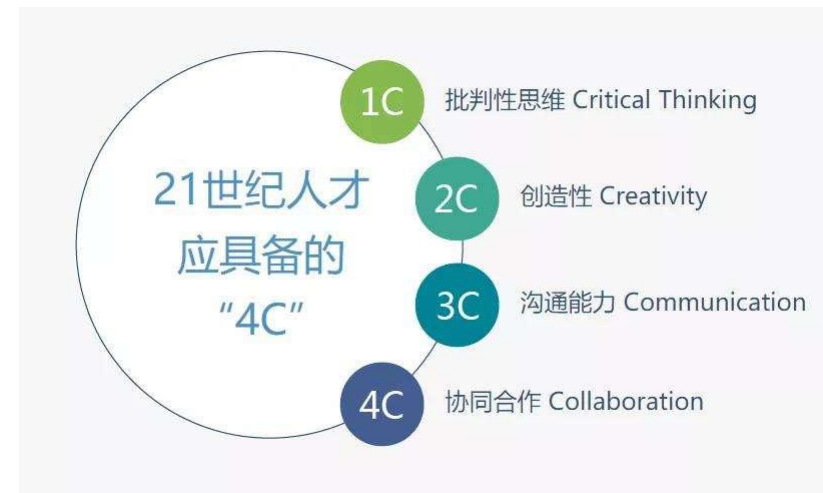 21世纪人才
应具备的
“4C”
1C 批判性思维 Critical Thinking
2C 创造性 Creativity
3C 沟通能力 Communication
4C 协同合作 Collaboration